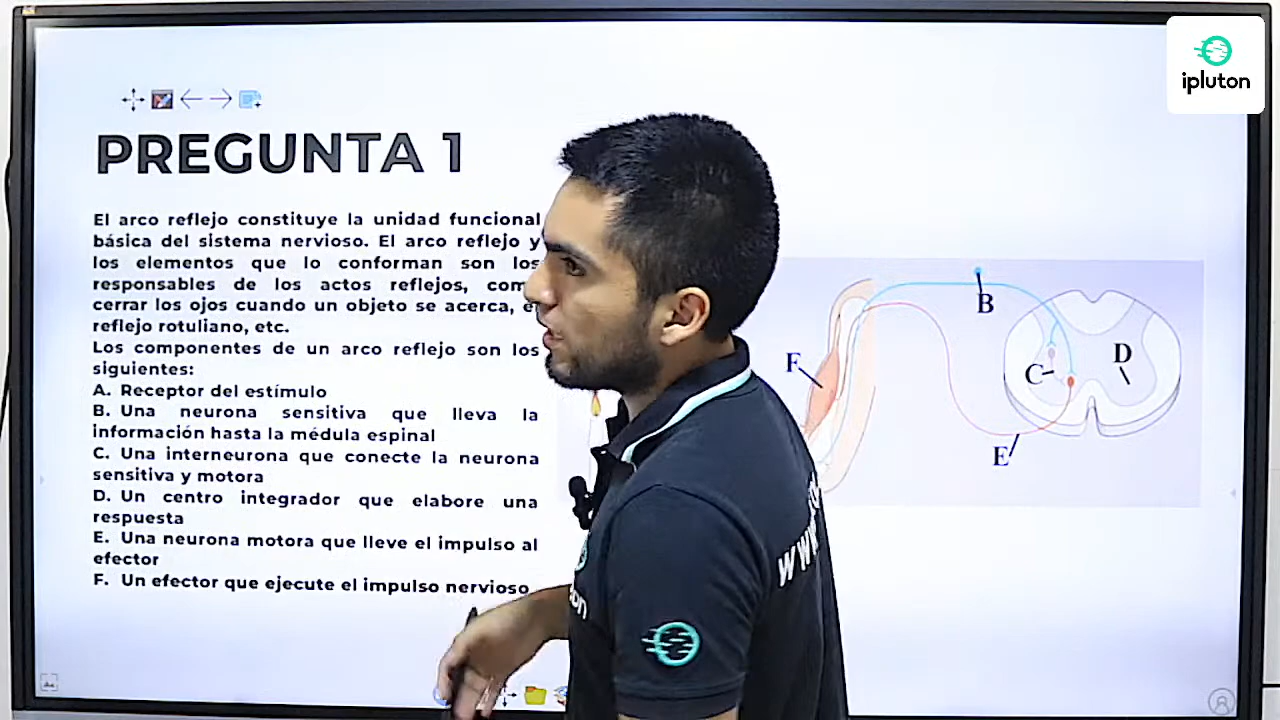 ipluton
PREGUNTA 1
El arco reflejo constituye la unidad funcional
básica del sistema nervioso. El arco reflejo y
los elementos que lo conforman son los
responsables de los actos reflejos, com
cerrar los ojos cuando un objeto se acerca, e
reflejo rotuliano, etc.
Los componentes de un arco reflejo son los
siguientes:
A. Receptor del estímulo
B. Una neurona sensitiva que lleva la
información hasta la médula espinal
C. Una interneurona que conecte la neurona
sensitiva y motora
D. Un centro integrador que elabore una
respuesta
E. Una neurona motora que lleve el impulso al
efector
F. Un efector que ejecute el impulso nervioso
B
F
C
D
E
WWW